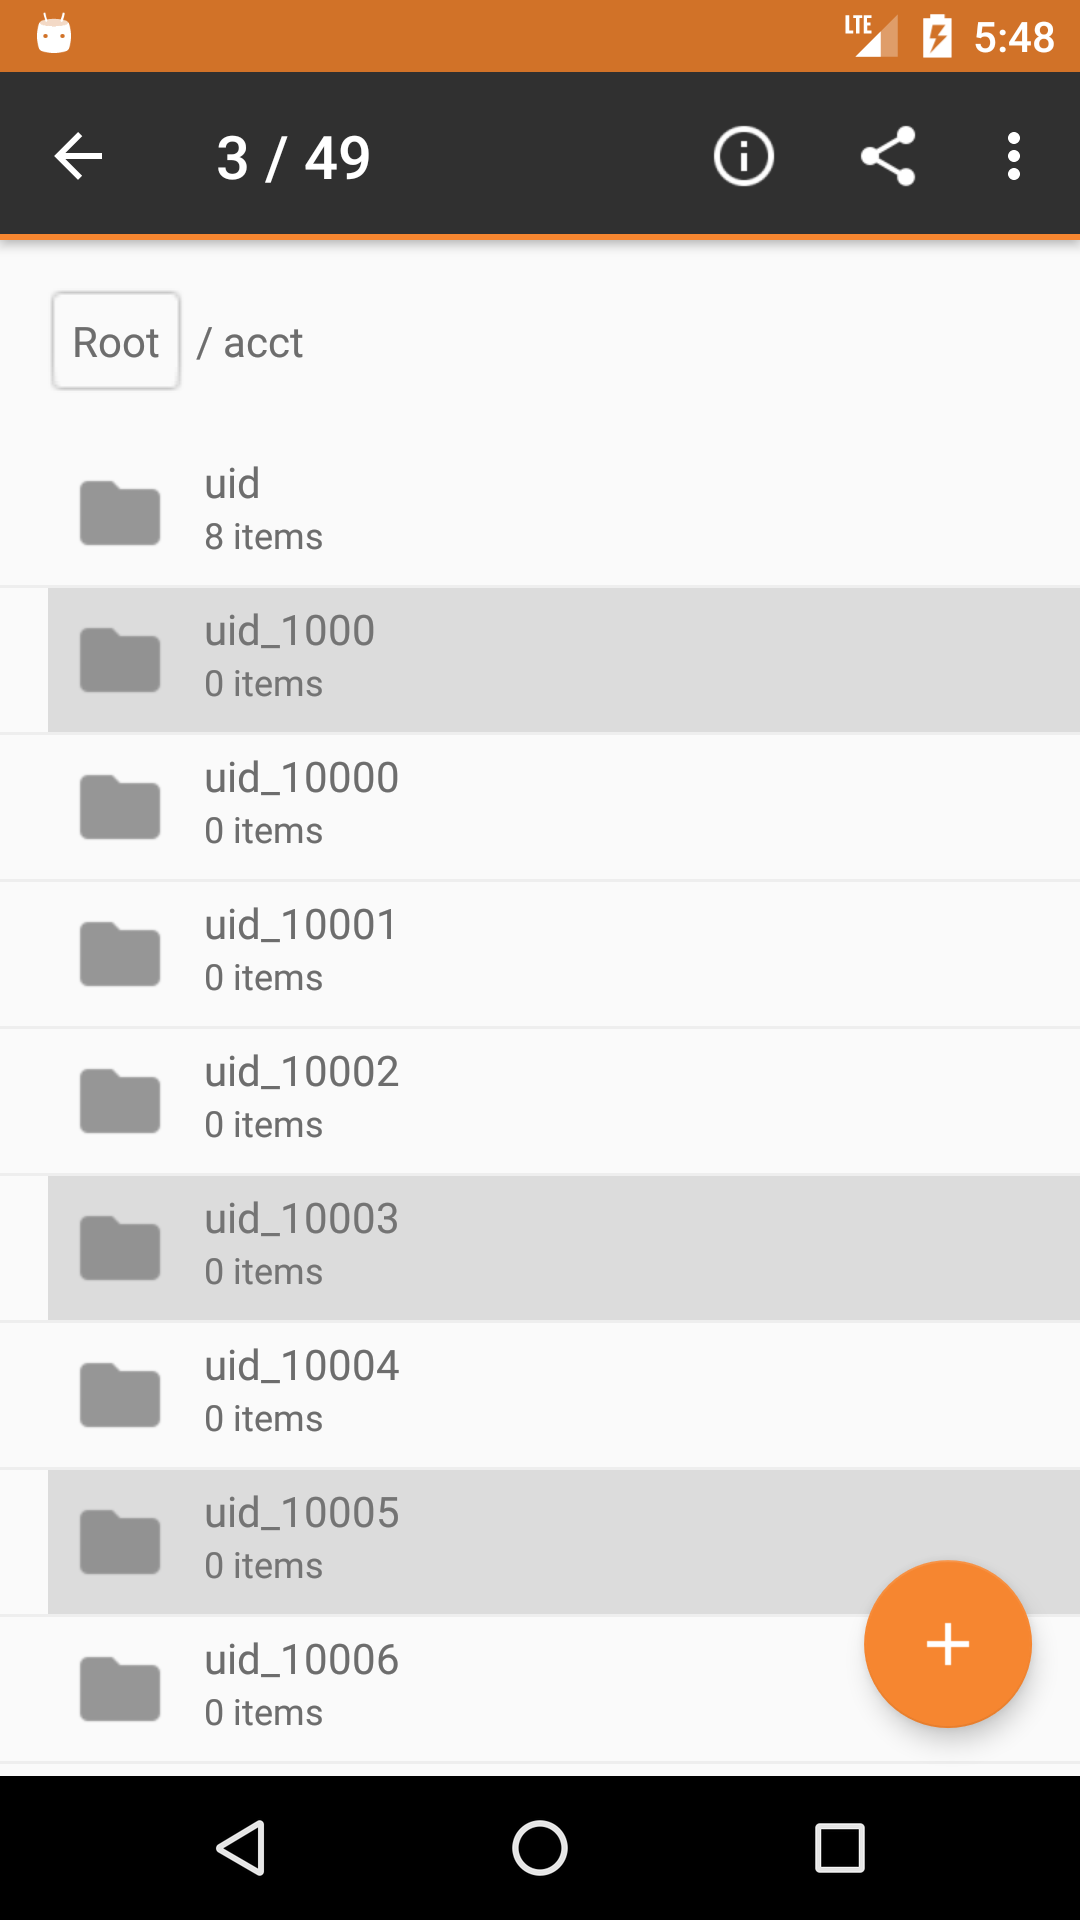 LTE 5:48
3 / 49
Root / acct
uid
8 items
uid_1000
0 items
uid_10000
0 items
uid_10001
0 items
uid_10002
0 items
uid_10003
0 items
uid_10004
0 items
uid_10005
0 items
uid_10006
0 items